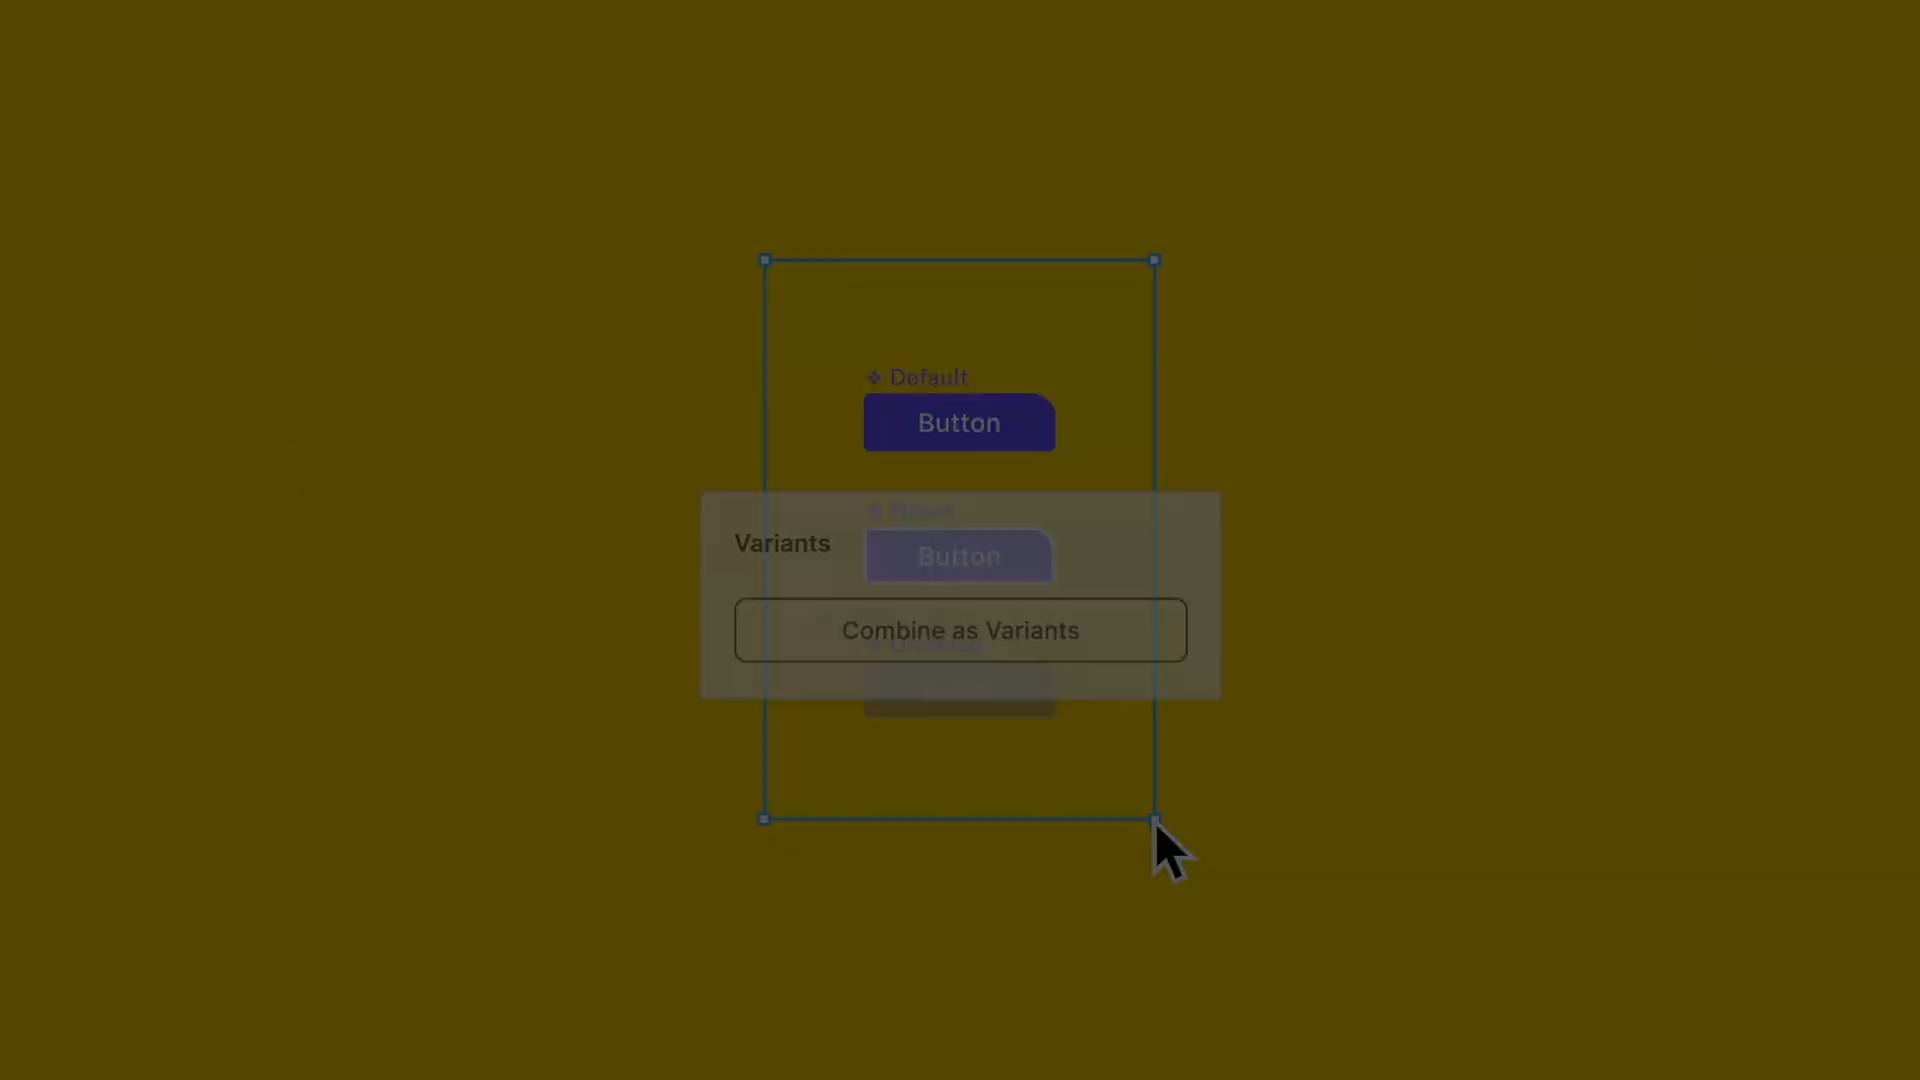 Default
Button
Variants
Button
Combine as Variants